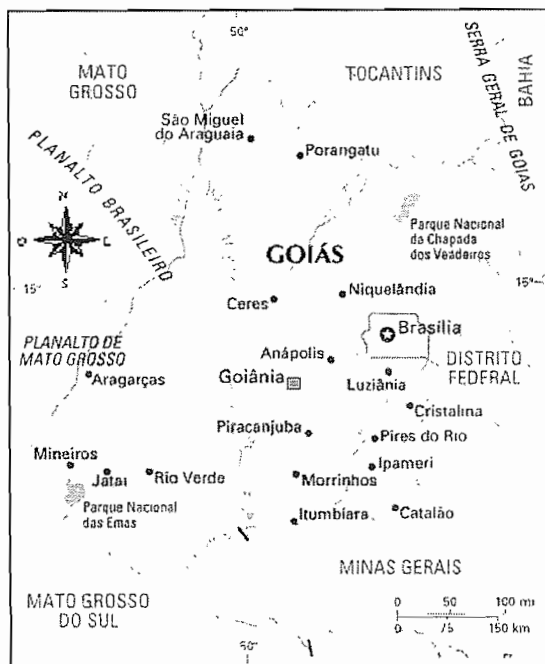 50°
MATO
GROSSO
TOCANTINS
BAHIA
SERRA GERAL DE GOIÁS
São Miguel
do Araguaia
Porangatu
PLANALTO BRASILEIRO
N
O
L
S
Parque Nacional
da Chapada
dos Veadeiros
GOIÁS
15°
15°
Ceres
Niquelândia
Brasília
PLANALTO DE
MATO GROSSO
Anápolis
DISTRITO
FEDERAL
Aragarças
Goiânia
Luziânia
Cristalina
Piracanjuba
Pires do Rio
Mineiros
Jataí
Rio Verde
Ipameri
Morrinhos
Parque Nacional
das Emas
Itumbiara
Catalão
MINAS GERAIS
MATO GROSSO
DO SUL
0 50 100 mi
0 75 150 km
50°